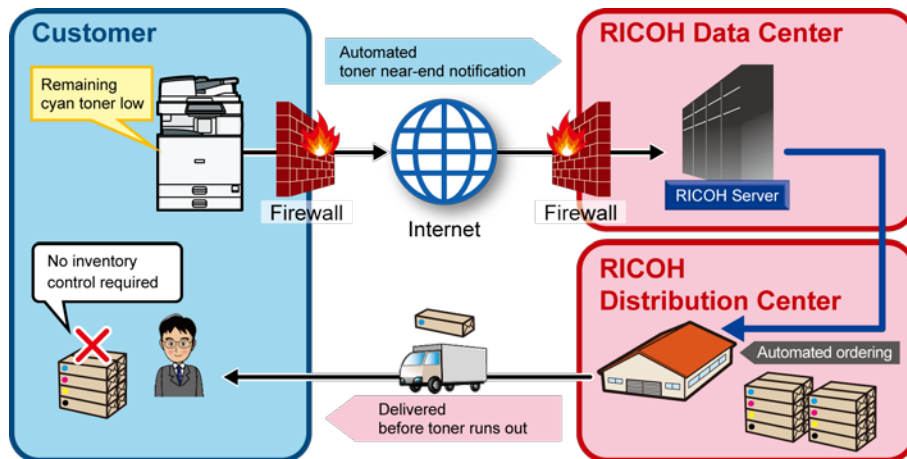 Customer
Remaining
cyan toner low
Firewall
Automated
toner near-end notification
Internet
Firewall
RICOH Data Center
RICOH Server
No inventory
control required
Delivered
before toner runs out
RICOH
Distribution Center
Automated ordering